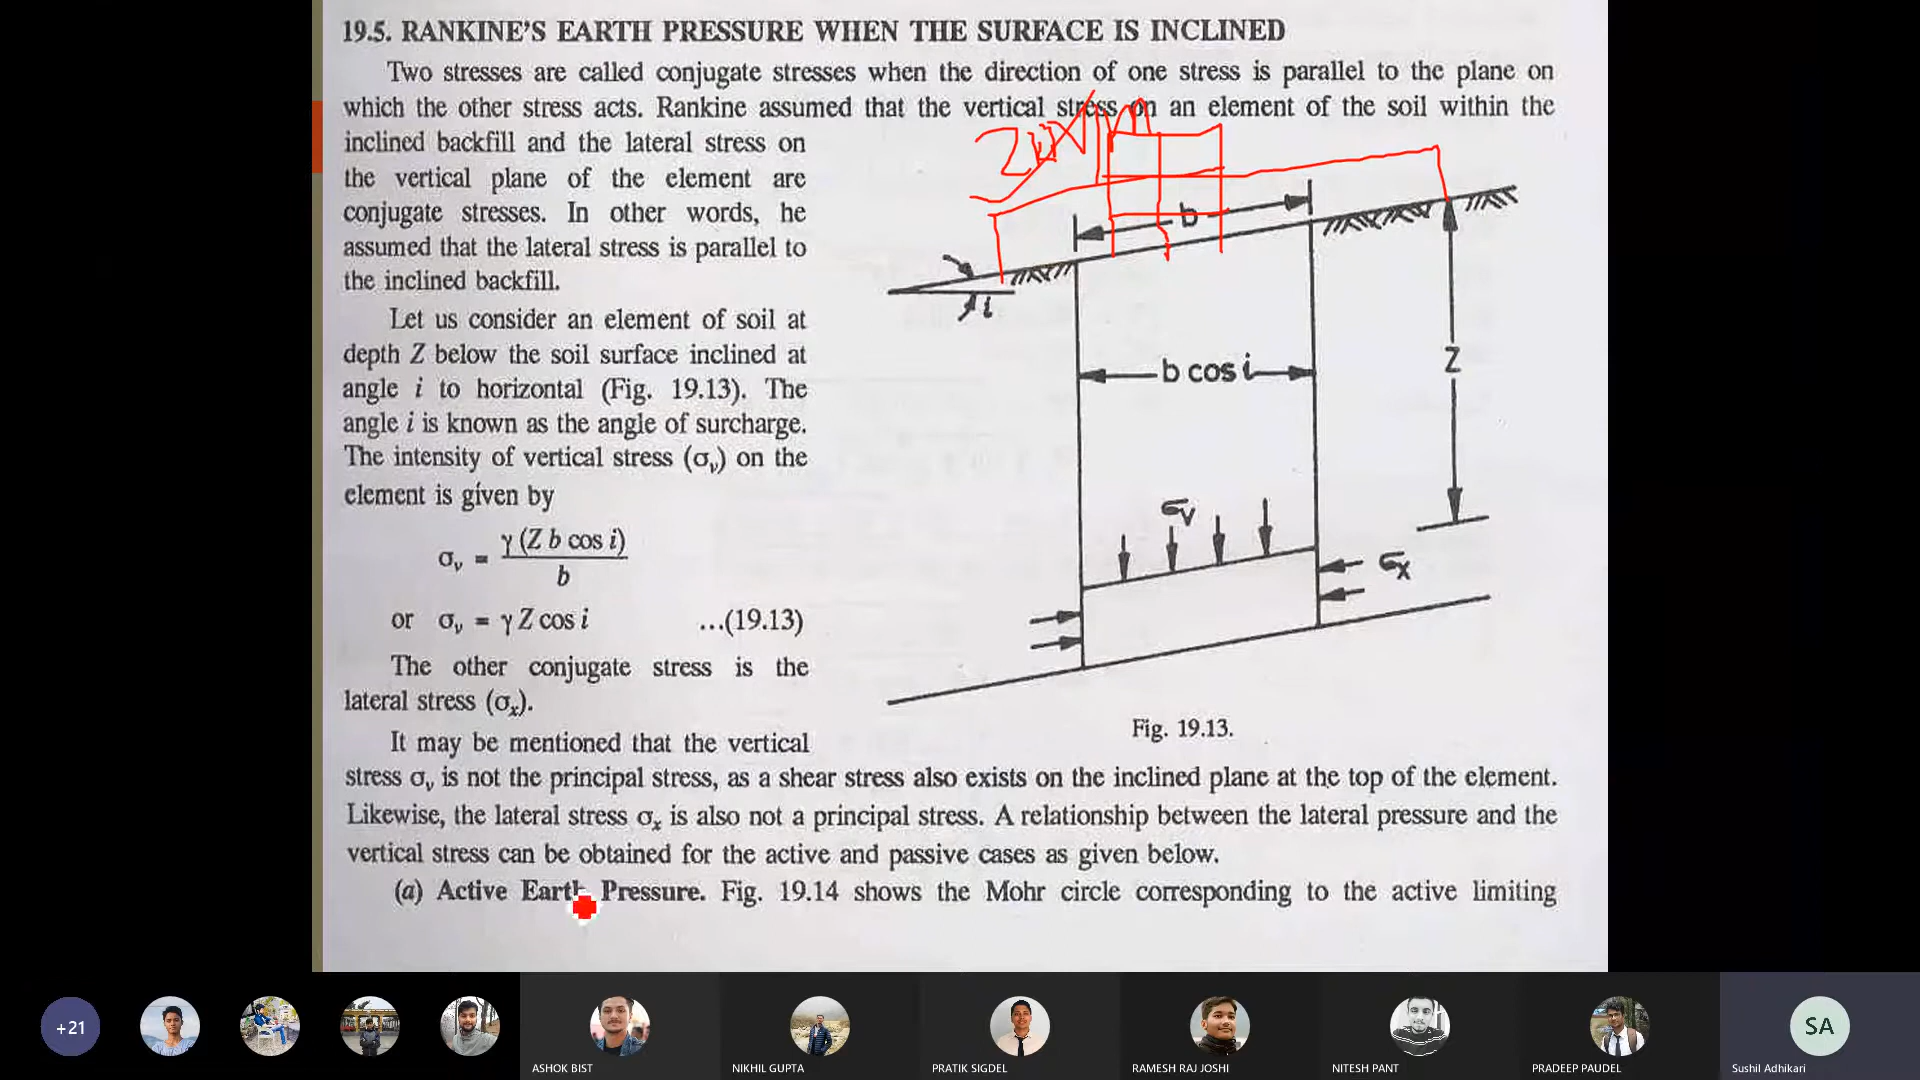 19.5. RANKINE'S EARTH PRESSURE WHEN THE SURFACE IS INCLINED
Two stresses are called conjugate stresses when the direction of one stress is parallel to the plane on
which the other stress acts. Rankine assumed that the vertical stress on an element of the soil within the
inclined backfill and the lateral stress on
the vertical plane of the element are
conjugate stresses. In other words, he
assumed that the lateral stress is parallel to
the inclined backfill.
Let us consider an element of soil at
depth Z below the soil surface inclined at
angle i to horizontal (Fig. 19.13). The
angle i is known as the angle of surcharge.
The intensity of vertical stress (σv) on the
element is given by
σv = γ (Z b cos i) / b
or σv = γ Z cos i ...(19.13)
The other conjugate stress is the
lateral stress (σx).
b
i
b cos i
Z
σv
σx
Fig. 19.13.
It may be mentioned that the vertical
stress σv is not the principal stress, as a shear stress also exists on the inclined plane at the top of the element.
Likewise, the lateral stress σx is also not a principal stress. A relationship between the lateral pressure and the
vertical stress can be obtained for the active and passive cases as given below.
(a) Active Earth Pressure. Fig. 19.14 shows the Mohr circle corresponding to the active limiting
+21
ASHOK BIST
NIKHIL GUPTA
PRATIK SIGDEL
RAMESH RAJ JOSHI
NITESH PANT
PRADEEP PAUDEL
SA
Sushil Adhikari